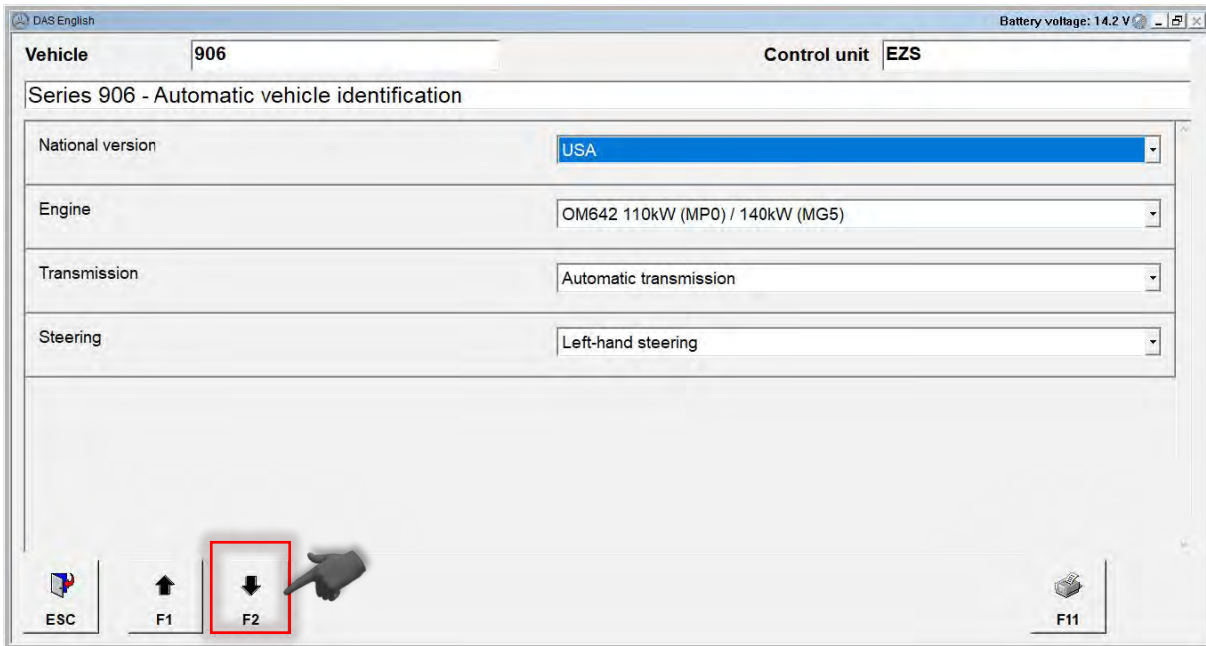 DAS English Battery voltage: 14.2 V
Vehicle 906 Control unit EZS
Series 906 - Automatic vehicle identification
National version USA
Engine OM642 110kW (MP0) / 140kW (MG5)
Transmission Automatic transmission
Steering Left-hand steering
ESC F1 F2 F11